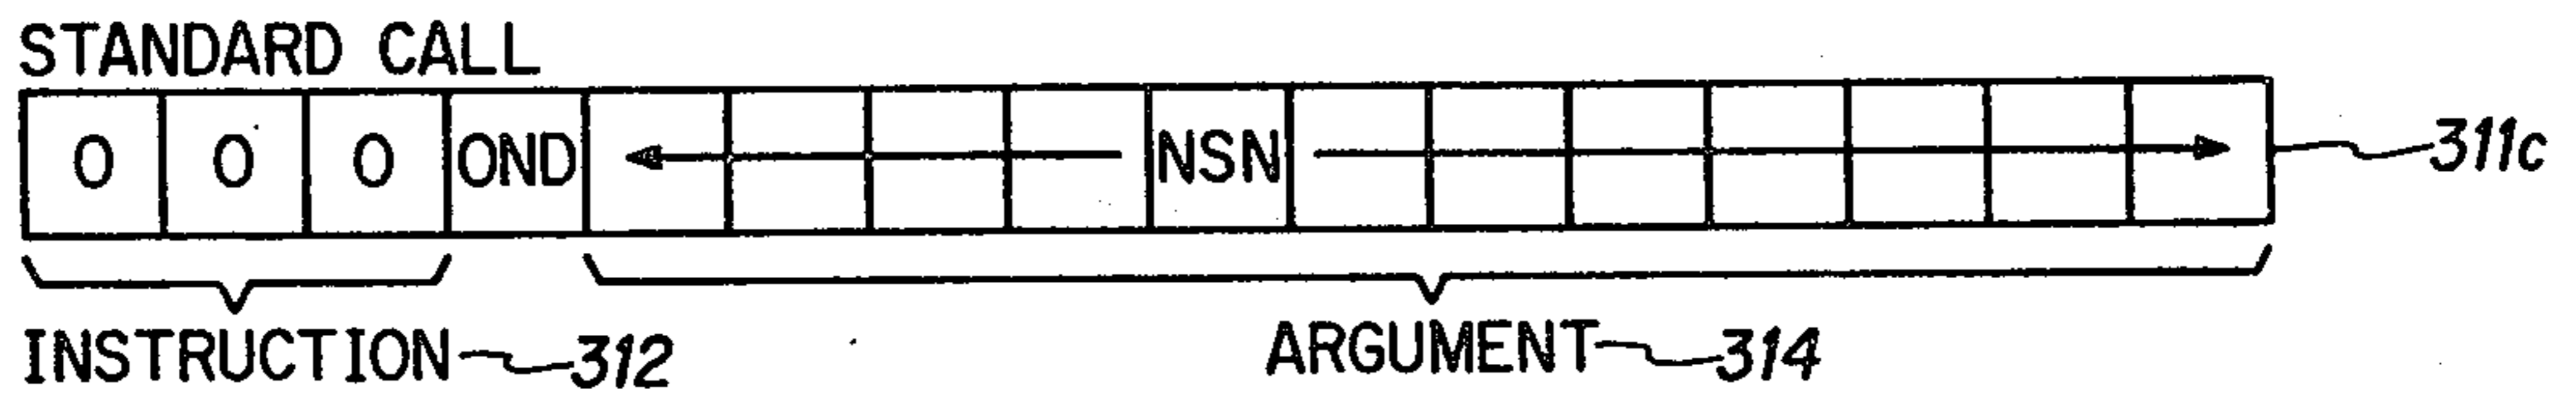 STANDARD CALL
0 0 0 OND NSN 311c
INSTRUCTION 312 ARGUMENT 314